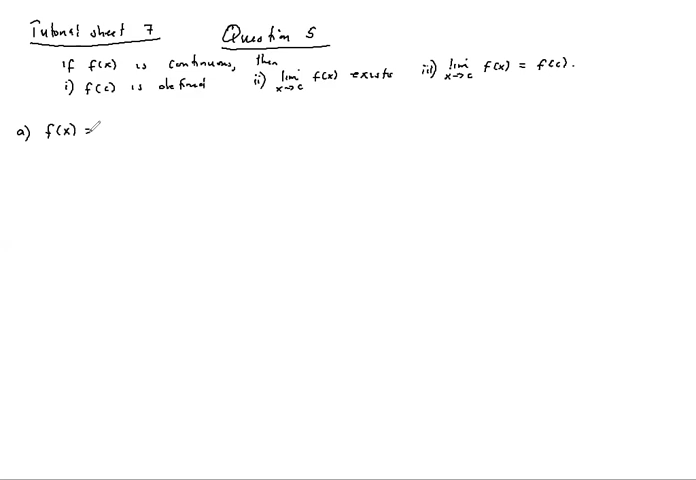 Tutorial sheet 7 Question 5
If f(x) is continuous, then
i) f(c) is defined ii) lim x→c f(x) exists iii) lim x→c f(x) = f(c).
a) f(x) =